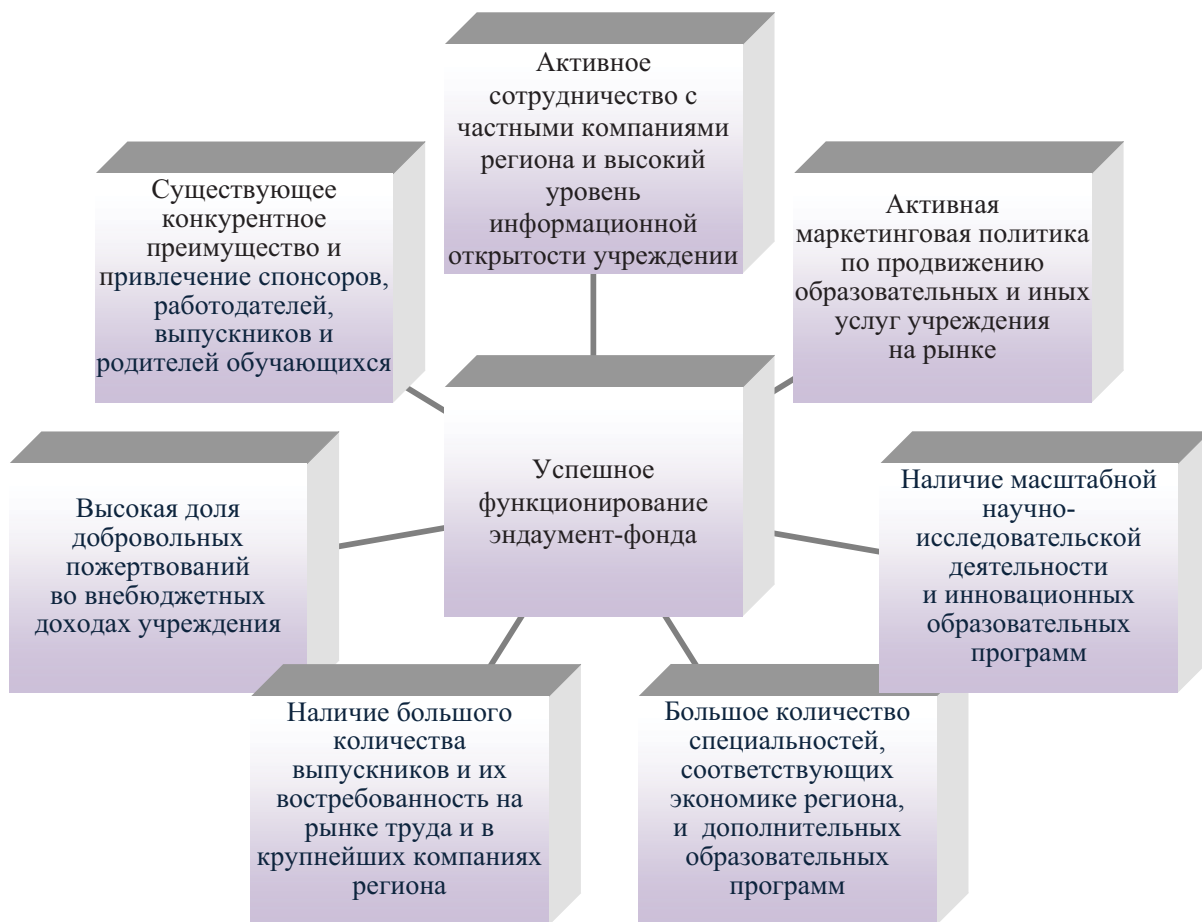 Активное
сотрудничество с
частными компаниями
региона и высокий
уровень
информационной
открытости учреждении
Существующее
конкурентное
преимущество и
привлечение спонсоров,
работодателей,
выпускников и
родителей обучающихся
Активная
маркетинговая политика
по продвижению
образовательных и иных
услуг учреждения
на рынке
Успешное
функционирование
эндаумент-фонда
Высокая доля
добровольных
пожертвований
во внебюджетных
доходах учреждения
Наличие масштабной
научно-
исследовательской
деятельности
и инновационных
образовательных
программ
Наличие большого
количества
выпускников и их
востребованность на
рынке труда и в
крупнейших компаниях
региона
Большое количество
специальностей,
соответствующих
экономике региона,
и дополнительных
образовательных
программ